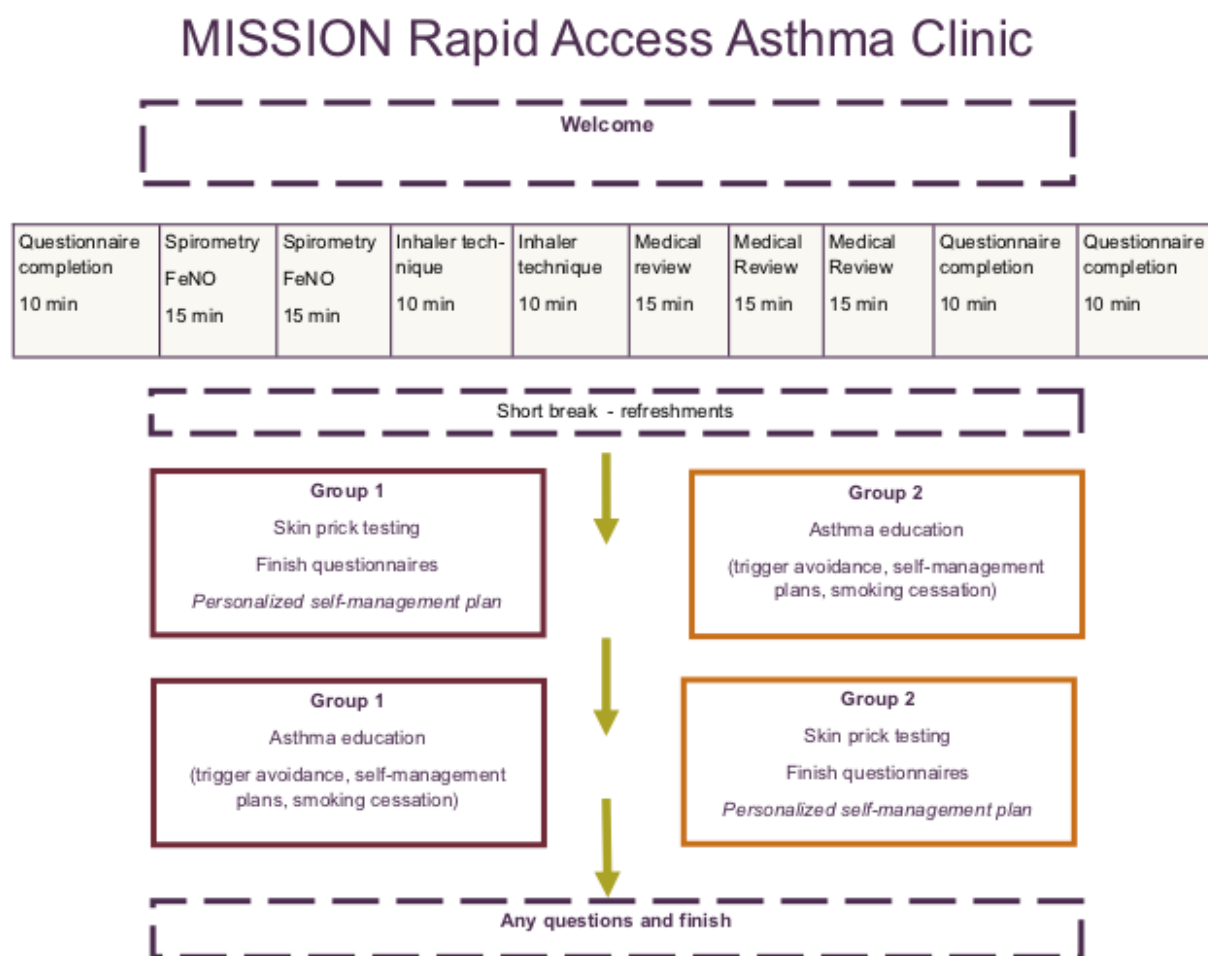 MISSION Rapid Access Asthma Clinic
Welcome
Questionnaire
completion
10 min
Spirometry
FeNO
15 min
Spirometry
FeNO
15 min
Inhaler tech-
nique
10 min
Inhaler
technique
10 min
Medical
review
15 min
Medical
Review
15 min
Medical
Review
15 min
Questionnaire
completion
10 min
Questionnaire
completion
10 min
Short break - refreshments
Group 1
Skin prick testing
Finish questionnaires
Personalized self-management plan
Group 2
Asthma education
(trigger avoidance, self-management
plans, smoking cessation)
Group 1
Asthma education
(trigger avoidance, self-management
plans, smoking cessation)
Group 2
Skin prick testing
Finish questionnaires
Personalized self-management plan
Any questions and finish